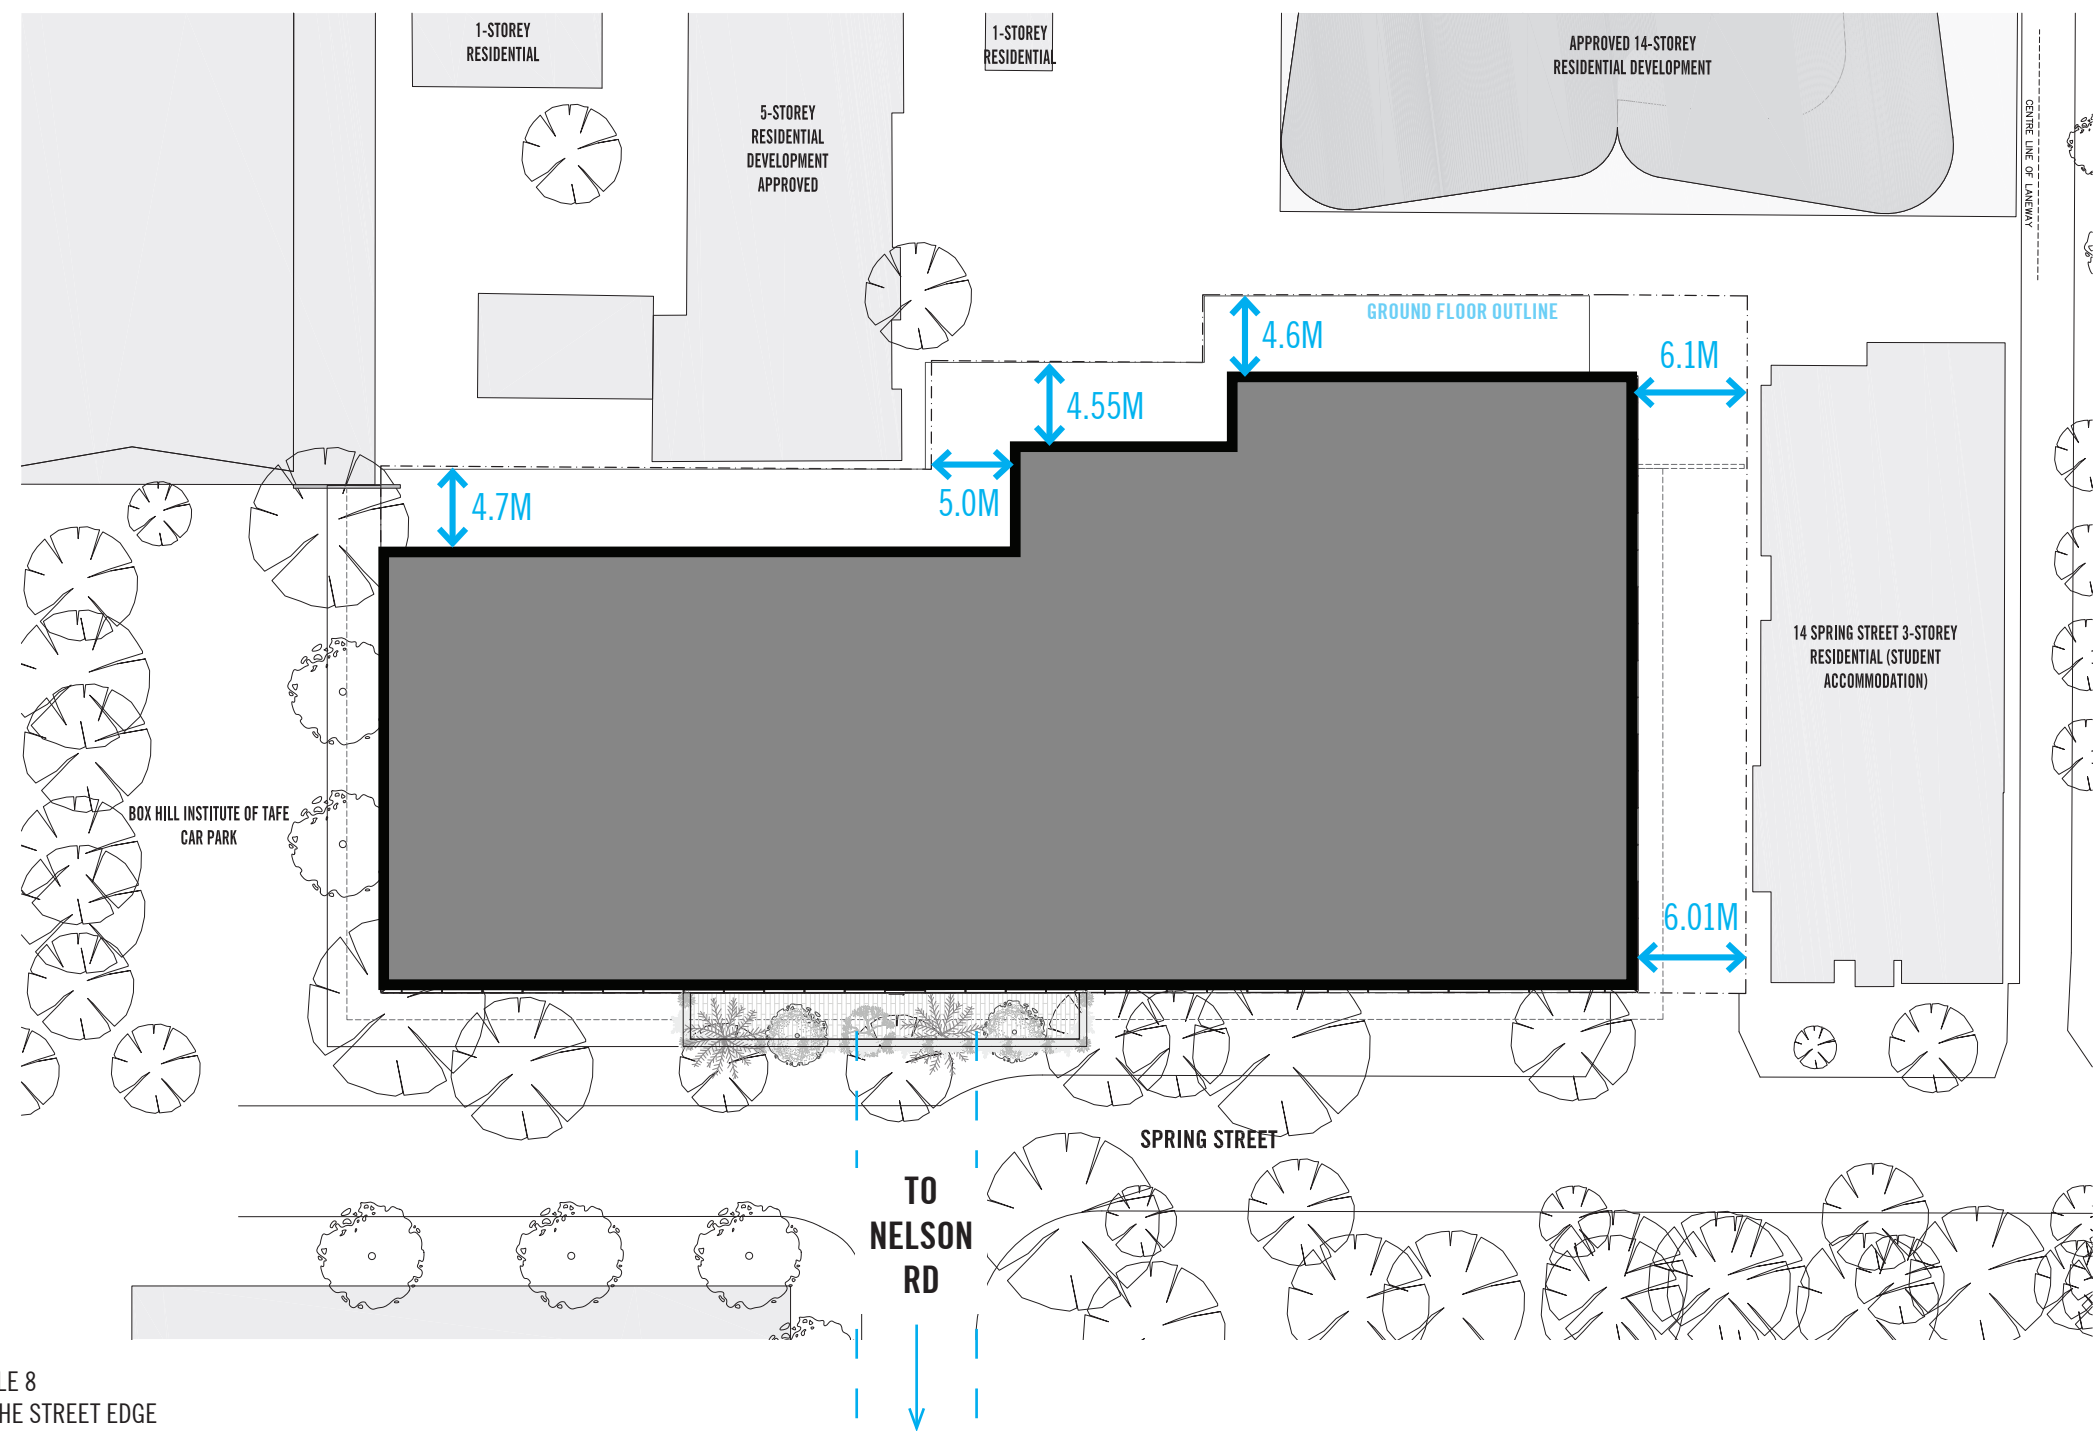 1-STOREY
RESIDENTIAL
1-STOREY
RESIDENTIAL
APPROVED 14-STOREY
RESIDENTIAL DEVELOPMENT
5-STOREY
RESIDENTIAL
DEVELOPMENT
APPROVED
CENTRE LINE OF LANEWAY
GROUND FLOOR OUTLINE
4.6M
6.1M
4.55M
5.0M
4.7M
14 SPRING STREET 3-STOREY
RESIDENTIAL (STUDENT
ACCOMMODATION)
BOX HILL INSTITUTE OF TAFE
CAR PARK
6.01M
SPRING STREET
TO
NELSON
RD
LE 8
HE STREET EDGE